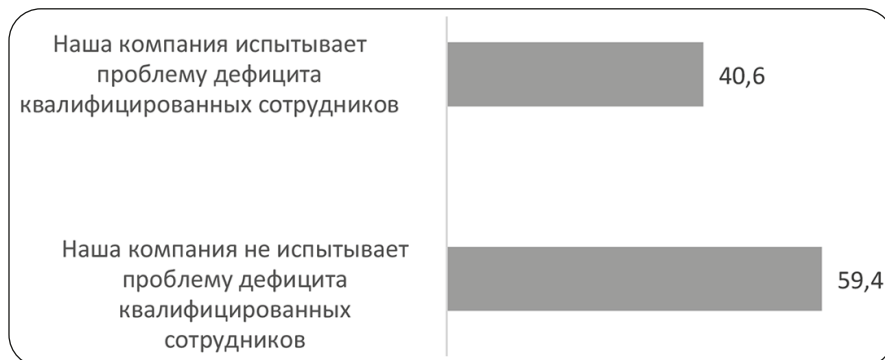 Наша компания испытывает
проблему дефицита
квалифицированных сотрудников
40,6
Наша компания не испытывает
проблему дефицита
квалифицированных
сотрудников
59,4